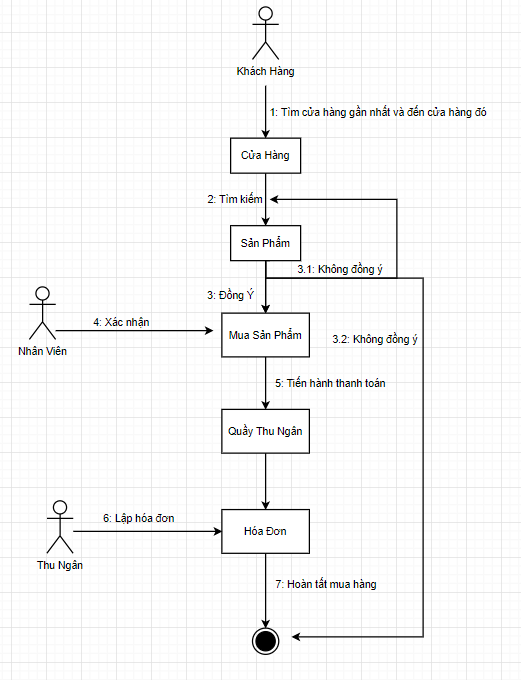 Khách Hàng
1: Tìm cửa hàng gần nhất và đến cửa hàng đó
Cửa Hàng
2: Tìm kiếm
Sản Phẩm
3.1: Không đồng ý
3: Đồng Ý
4: Xác nhận
Nhân Viên
Mua Sản Phẩm
3.2: Không đồng ý
5: Tiến hành thanh toán
Quầy Thu Ngân
6: Lập hóa đơn
Thu Ngân
Hóa Đơn
7: Hoàn tất mua hàng